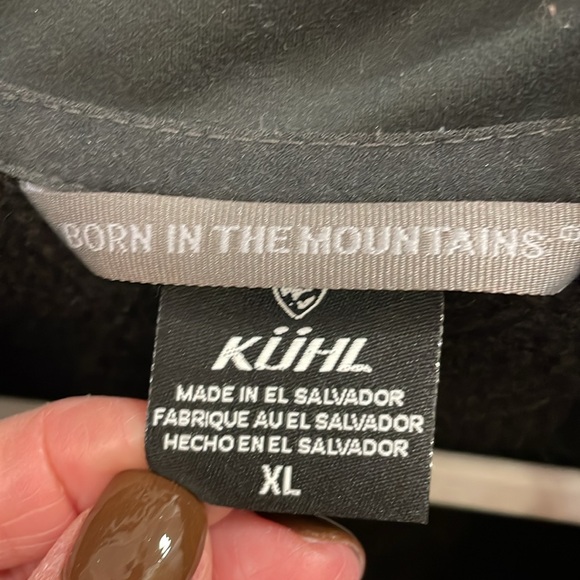 BORN IN THE MOUNTAINS
KÜHL
MADE IN EL SALVADOR
FABRIQUE AU EL SALVADOR
HECHO EN EL SALVADOR
XL